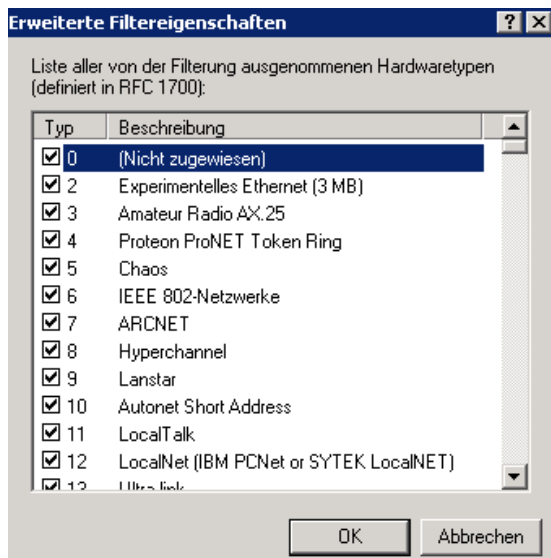 Erweiterte Filtereigenschaften
Liste aller von der Filterung ausgenommenen Hardwaretypen
(definiert in RFC 1700):
Typ Beschreibung
0 (Nicht zugewiesen)
2 Experimentelles Ethernet (3 MB)
3 Amateur Radio AX.25
4 Proteon ProNET Token Ring
5 Chaos
6 IEEE 802-Netzwerke
7 ARCNET
8 Hyperchannel
9 Lanstar
10 Autonet Short Address
11 LocalTalk
12 LocalNet (IBM PCNet or SYTEK LocalNET)
13 Ultra link
OK Abbrechen